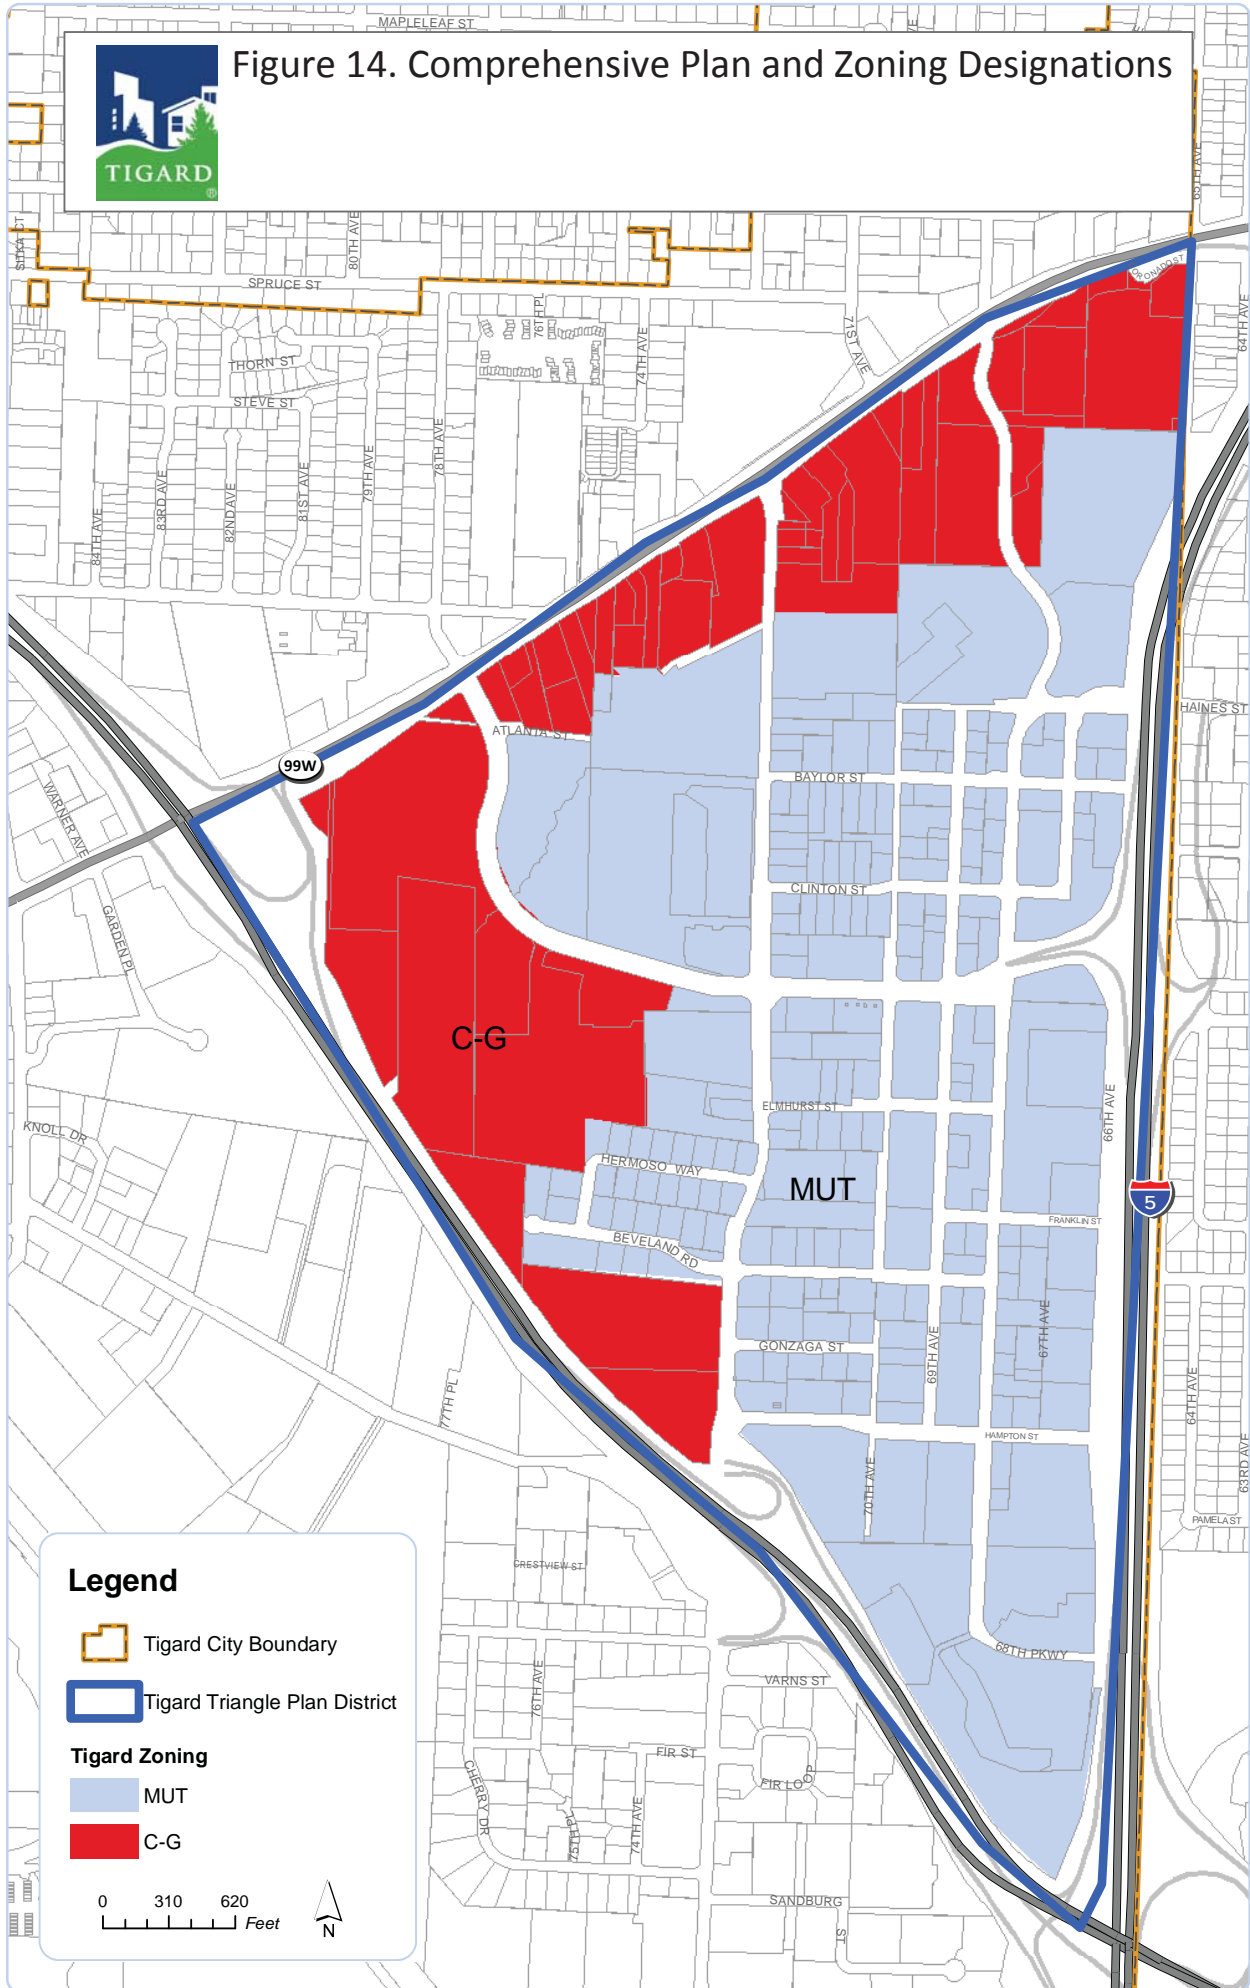 MAPLELEAF ST
Figure 14. Comprehensive Plan and Zoning Designations
TIGARD
®
65TH AVE
SITKA CT
80TH AVE
SPRUCE ST
76TH PL
74TH AVE
71ST AVE
64TH AVE
THORN ST
STEVE ST
78TH AVE
79TH AVE
81ST AVE
82ND AVE
83RD AVE
84TH AVE
HAINES ST
ATLANTA ST
99W
BAYLOR ST
WARNER AVE
CLINTON ST
GARDEN PL
C-G
ELMHURST ST
66TH AVE
KNOLL DR
HERMOSO WAY
MUT
5
FRANKLIN ST
BEVELAND RD
GONZAGA ST
69TH AVE
67TH AVE
77TH PL
64TH AVE
HAMPTON ST
63RD AVE
70TH AVE
PAMELA ST
CRESTVIEW ST
68TH PKWY
VARNS ST
76TH AVE
FIR ST
FIR LOOP
CHERRY DR
75TH PL
74TH AVE
SANDBURG
ST
Legend
Tigard City Boundary
Tigard Triangle Plan District
Tigard Zoning
MUT
C-G
0 310 620
Feet
N